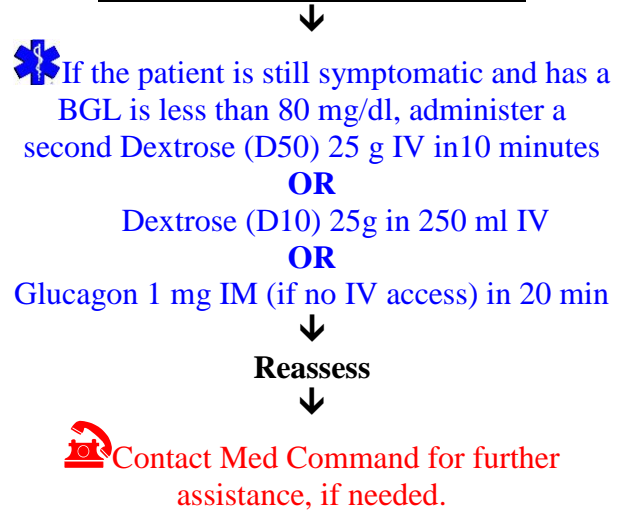 If the patient is still symptomatic and has a
BGL is less than 80 mg/dl, administer a
second Dextrose (D50) 25 g IV in10 minutes
OR
Dextrose (D10) 25g in 250 ml IV
OR
Glucagon 1 mg IM (if no IV access) in 20 min
Reassess
Contact Med Command for further
assistance, if needed.